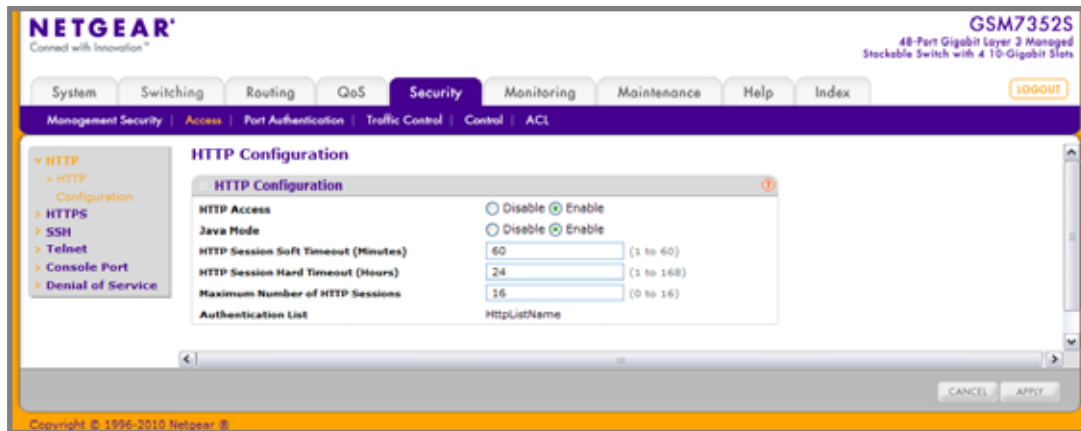 NETGEAR
Connect with Innovation™
GSM7352S
48-Port Gigabit Layer 3 Managed
Stackable Switch with 4 10-Gigabit Slots
System Switching Routing QoS Security Monitoring Maintenance Help Index LOGOUT
Management Security | Access | Port Authentication | Traffic Control | Control | ACL
HTTP
HTTP
Configuration
HTTPS
SSH
Telnet
Console Port
Denial of Service
HTTP Configuration
HTTP Configuration
HTTP Access Disable Enable
Java Mode Disable Enable
HTTP Session Soft Timeout (Minutes) 60 (1 to 60)
HTTP Session Hard Timeout (Hours) 24 (1 to 168)
Maximum Number of HTTP Sessions 16 (0 to 16)
Authentication List HttpListName
CANCEL APPLY
Copyright © 1996-2010 Netgear ®